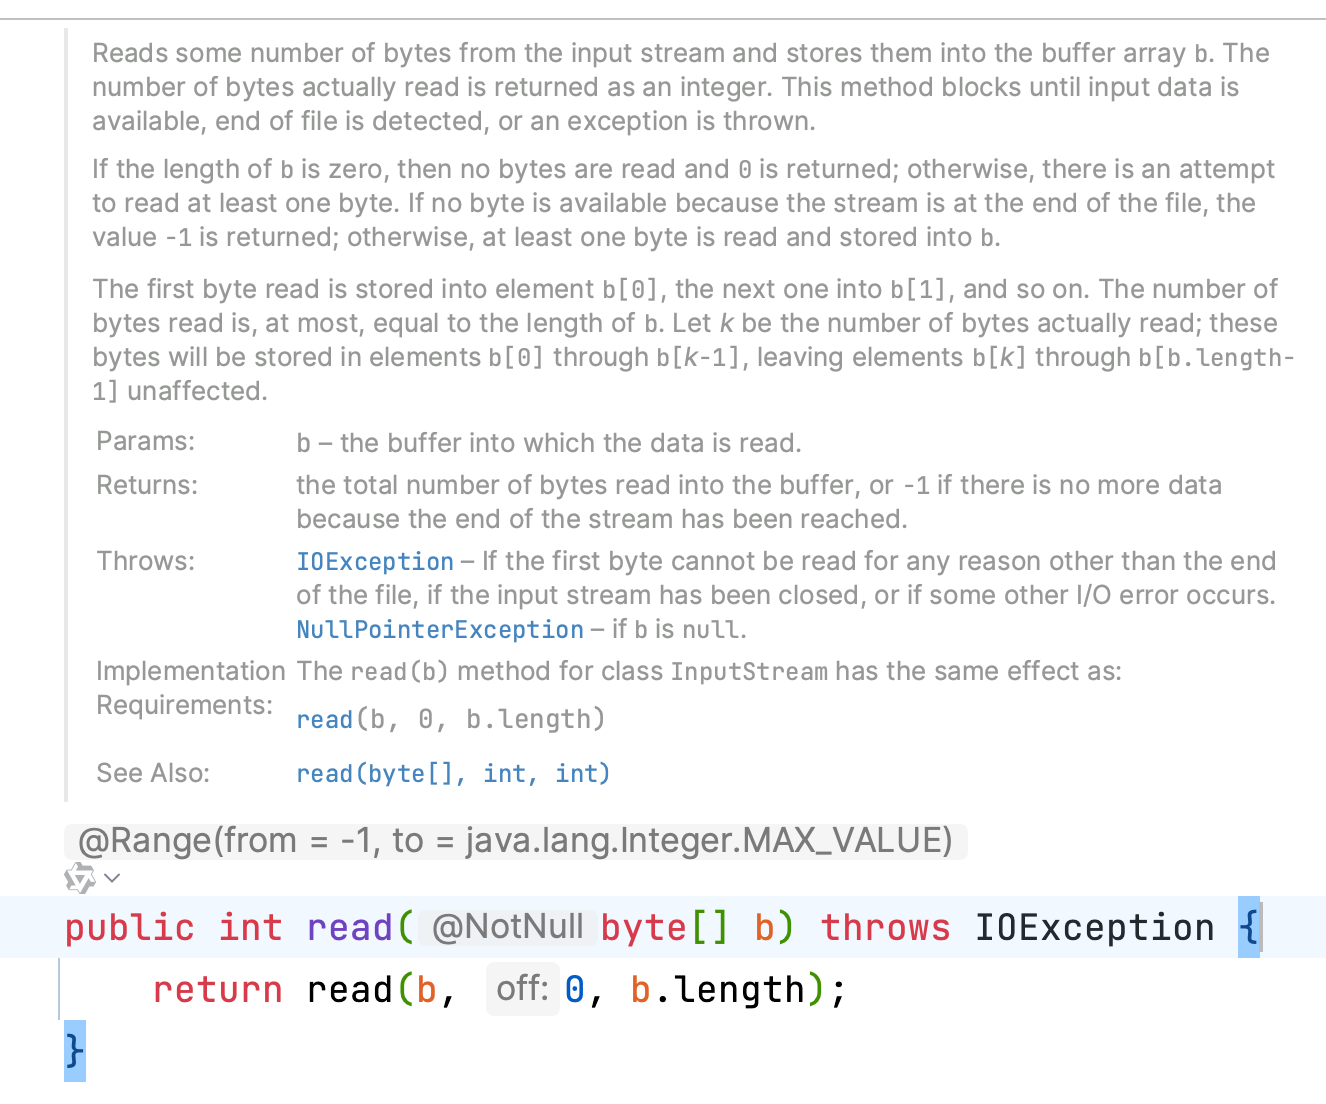 Reads some number of bytes from the input stream and stores them into the buffer array b. The
number of bytes actually read is returned as an integer. This method blocks until input data is
available, end of file is detected, or an exception is thrown.
If the length of b is zero, then no bytes are read and 0 is returned; otherwise, there is an attempt
to read at least one byte. If no byte is available because the stream is at the end of the file, the
value -1 is returned; otherwise, at least one byte is read and stored into b.
The first byte read is stored into element b[0], the next one into b[1], and so on. The number of
bytes read is, at most, equal to the length of b. Let k be the number of bytes actually read; these
bytes will be stored in elements b[0] through b[k-1], leaving elements b[k] through b[b.length-
1] unaffected.
Params: b – the buffer into which the data is read.
Returns: the total number of bytes read into the buffer, or -1 if there is no more data
because the end of the stream has been reached.
Throws: IOException – If the first byte cannot be read for any reason other than the end
of the file, if the input stream has been closed, or if some other I/O error occurs.
NullPointerException – if b is null.
Implementation The read(b) method for class InputStream has the same effect as:
Requirements: read(b, 0, b.length)
See Also: read(byte[], int, int)
@Range(from = -1, to = java.lang.Integer.MAX_VALUE)
public int read( @NotNull byte[] b) throws IOException {
return read(b, off: 0, b.length);
}